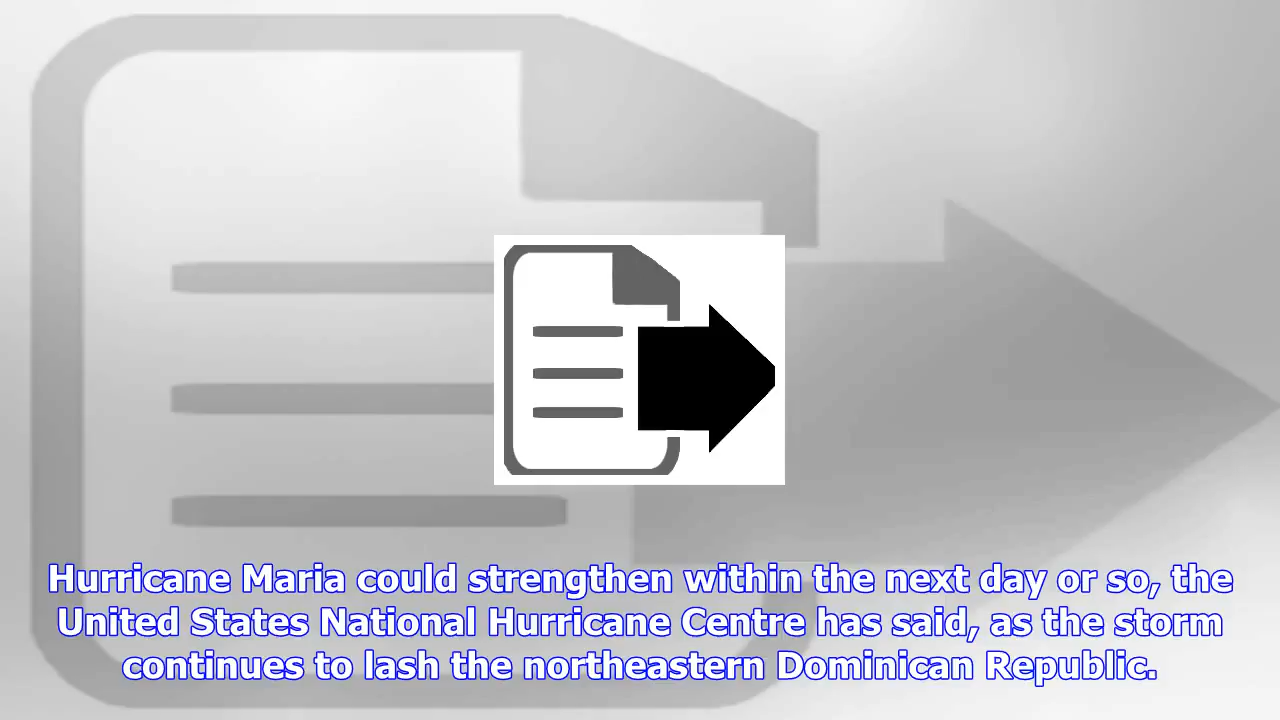 Hurricane Maria could strengthen within the next day or so, the
United States National Hurricane Centre has said, as the storm
continues to lash the northeastern Dominican Republic.